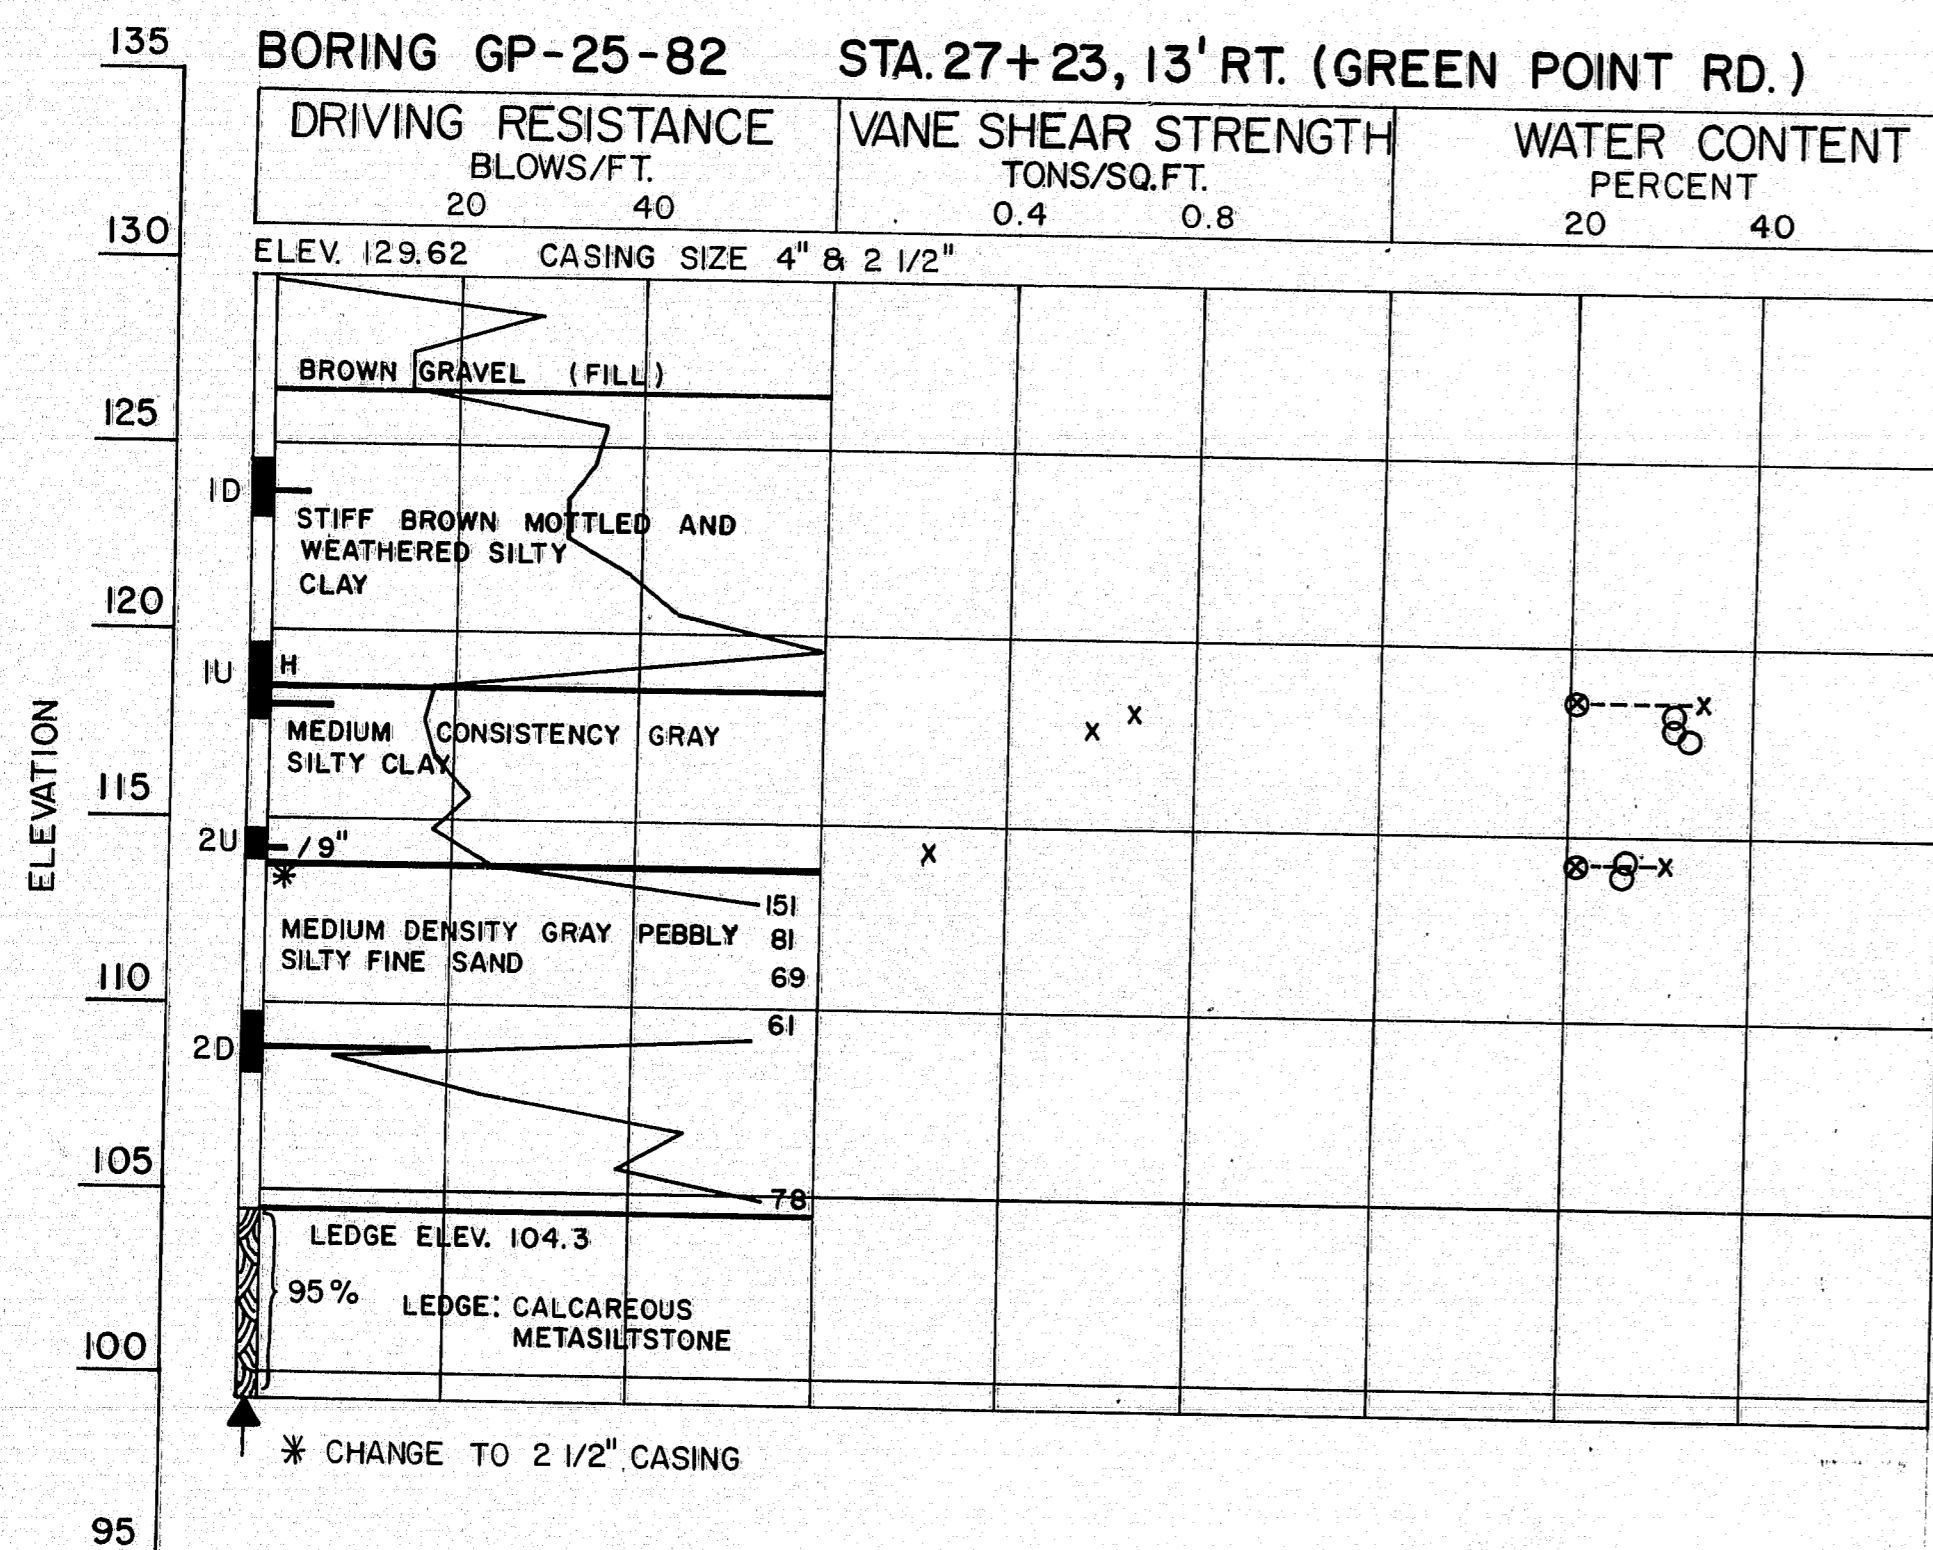 135
BORING GP-25-82 STA. 27+23, 13' RT. (GREEN POINT RD.)
DRIVING RESISTANCE
BLOWS/FT.
20 40
VANE SHEAR STRENGTH
TONS/SQ.FT.
0.4 0.8
WATER CONTENT
PERCENT
20 40
130
ELEV. 129.62 CASING SIZE 4" & 2 1/2"
BROWN GRAVEL (FILL)
125
1D
STIFF BROWN MOTTLED AND
WEATHERED SILTY
CLAY
120
1U H
ELEVATION
MEDIUM CONSISTENCY GRAY
SILTY CLAY
115
2U /9"
*
151
MEDIUM DENSITY GRAY PEBBLY 81
SILTY FINE SAND
69
110
61
2D
105
78
LEDGE ELEV. 104.3
95%
LEDGE: CALCAREOUS
METASILTSTONE
100
* CHANGE TO 2 1/2" CASING
95